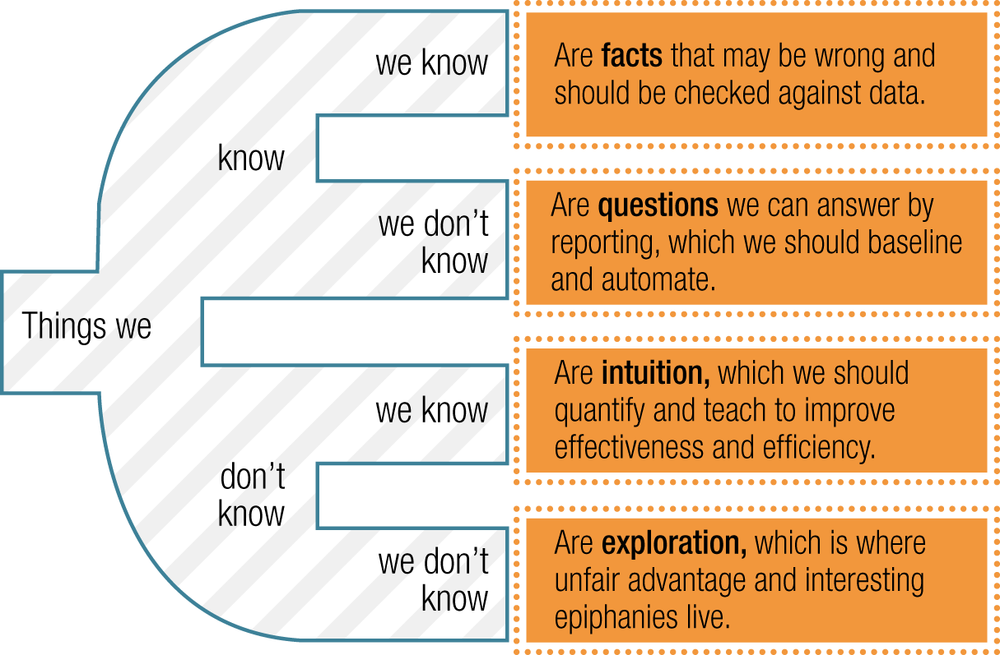 Things we
know
we know
Are facts that may be wrong and
should be checked against data.
we don't
know
Are questions we can answer by
reporting, which we should baseline
and automate.
don't
know
we know
Are intuition, which we should
quantify and teach to improve
effectiveness and efficiency.
we don't
know
Are exploration, which is where
unfair advantage and interesting
epiphanies live.